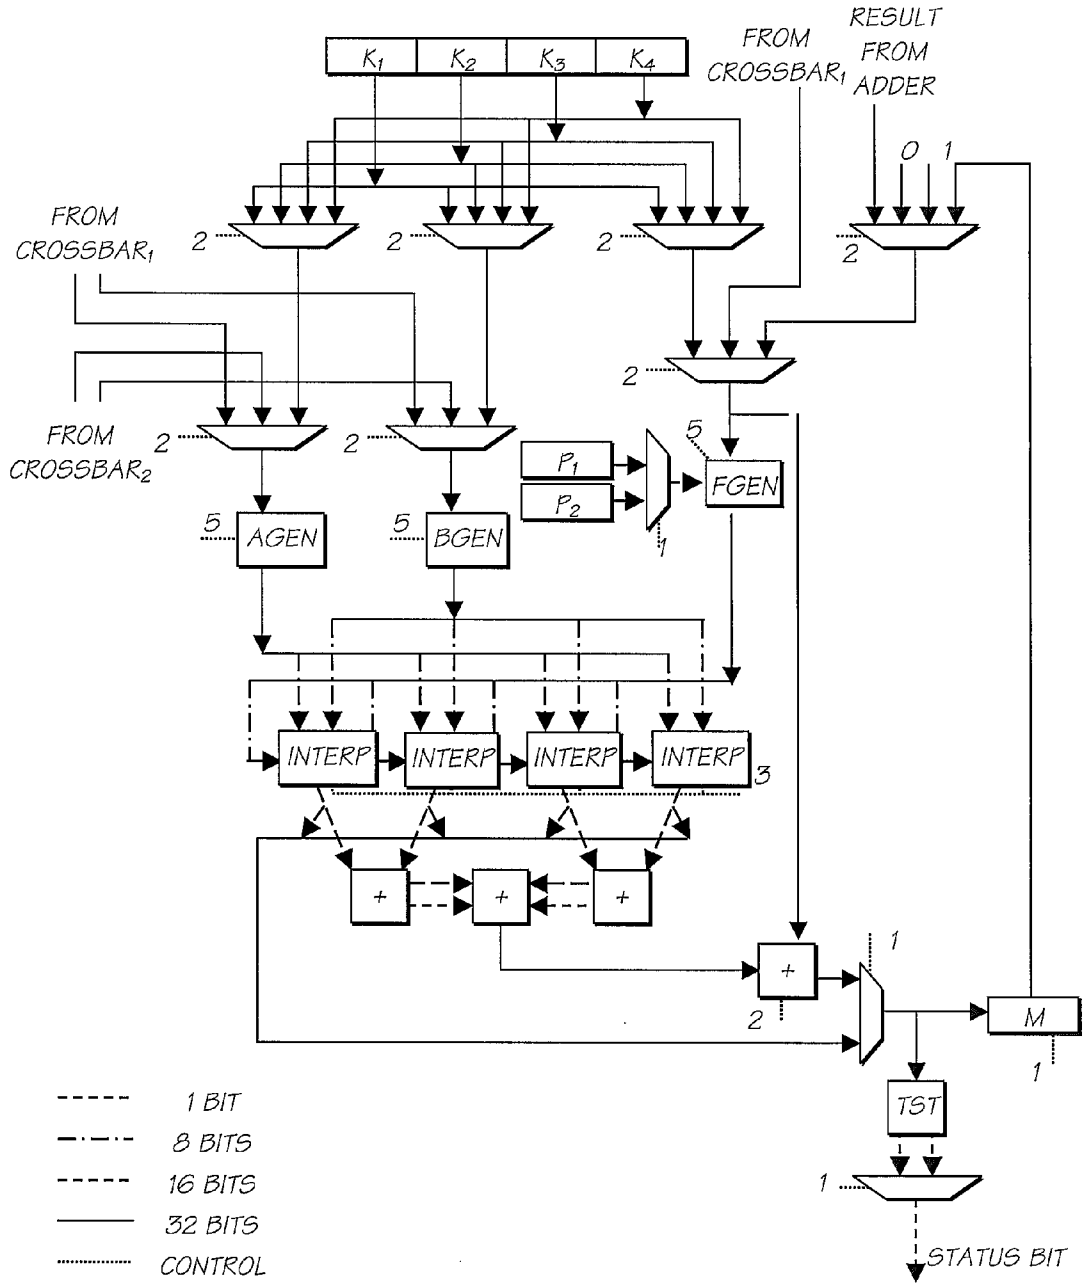 K1 K2 K3 K4
FROM
CROSSBAR1
RESULT
FROM
ADDER
0 1
FROM
CROSSBAR1
2
2
2
2
2
FROM
CROSSBAR2
2
2
P1
P2
1
5
FGEN
5
AGEN
5
BGEN
INTERP
INTERP
INTERP
INTERP
3
+
+
+
+
2
1
M
1
TST
1
STATUS BIT
1 BIT
8 BITS
16 BITS
32 BITS
CONTROL